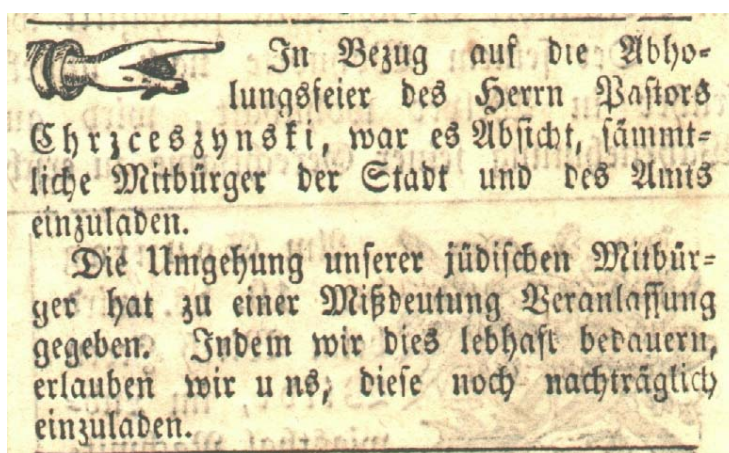 In Bezug auf die Abho-
lungsfeier des Herrn Pastors
Chrzceszynski, war es Absicht, sämmt-
liche Mitbürger der Stadt und des Amts
einzuladen.
Die Umgehung unserer jüdischen Mitbür-
ger hat zu einer Mißdeutung Veranlassung
gegeben. Indem wir dies lebhaft bedauern,
erlauben wir uns, diese noch nachträglich
einzuladen.